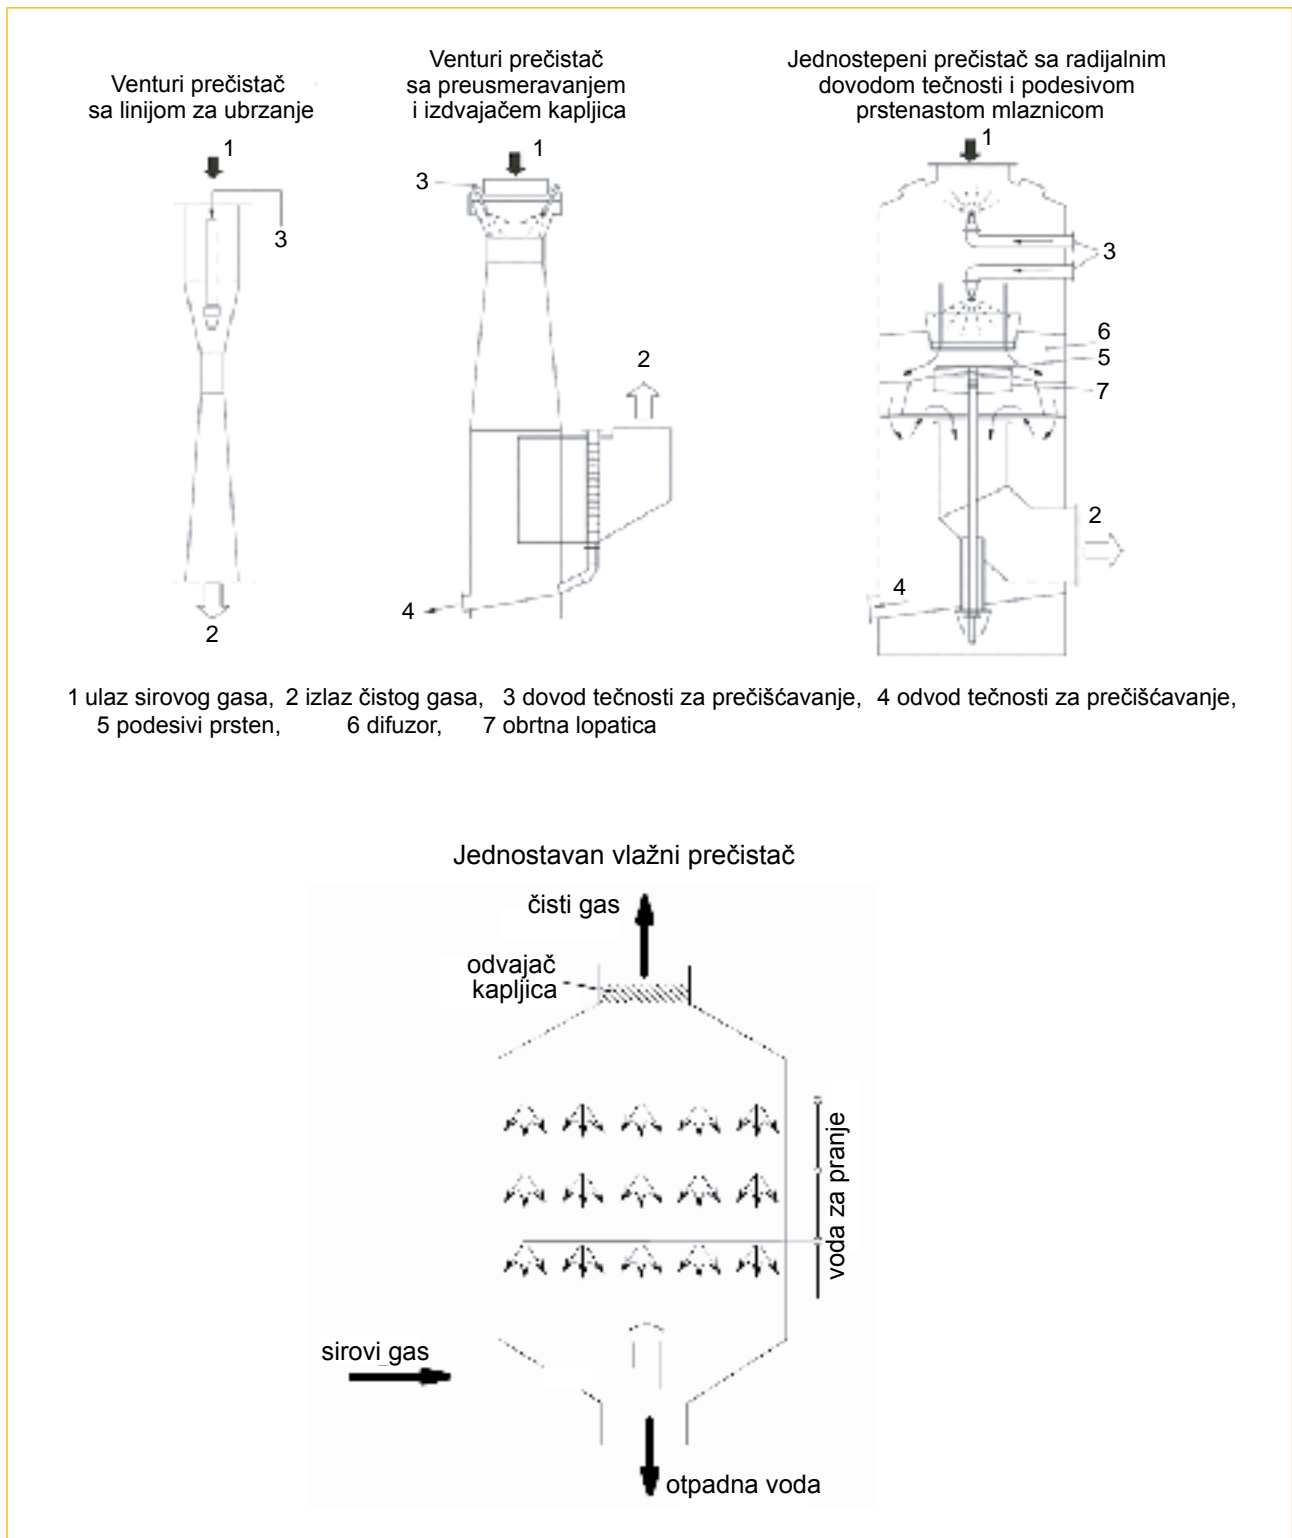 Venturi prečistač
sa linijom za ubrzanje
1
3
2
Venturi prečistač
sa preusmeravanjem
i izdvajačem kapljica
1
3
2
4
Jednostepeni prečistač sa radijalnim
dovodom tečnosti i podesivom
prstenastom mlaznicom
1
3
6
5
7
2
4
1 ulaz sirovog gasa, 2 izlaz čistog gasa, 3 dovod tečnosti za prečišćavanje, 4 odvod tečnosti za prečišćavanje,
5 podesivi prsten, 6 difuzor, 7 obrtna lopatica
Jednostavan vlažni prečistač
čisti gas
odvajač
kapljica
voda za pranje
sirovi gas
otpadna voda